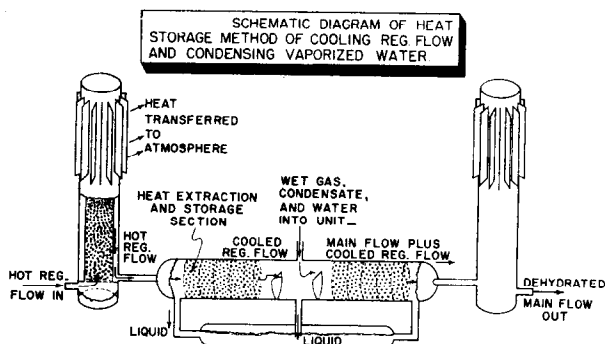 SCHEMATIC DIAGRAM OF HEAT
STORAGE METHOD OF COOLING REG. FLOW
AND CONDENSING VAPORIZED WATER
HEAT
TRANSFERRED
TO
ATMOSPHERE
HEAT EXTRACTION
AND STORAGE
SECTION
WET GAS,
CONDENSATE,
AND WATER
INTO UNIT_
HOT
REG.
FLOW
COOLED
REG. FLOW
MAIN FLOW PLUS
COOLED REG. FLOW
HOT REG.
FLOW IN
DEHYDRATED
MAIN FLOW
OUT
LIQUID
LIQUID